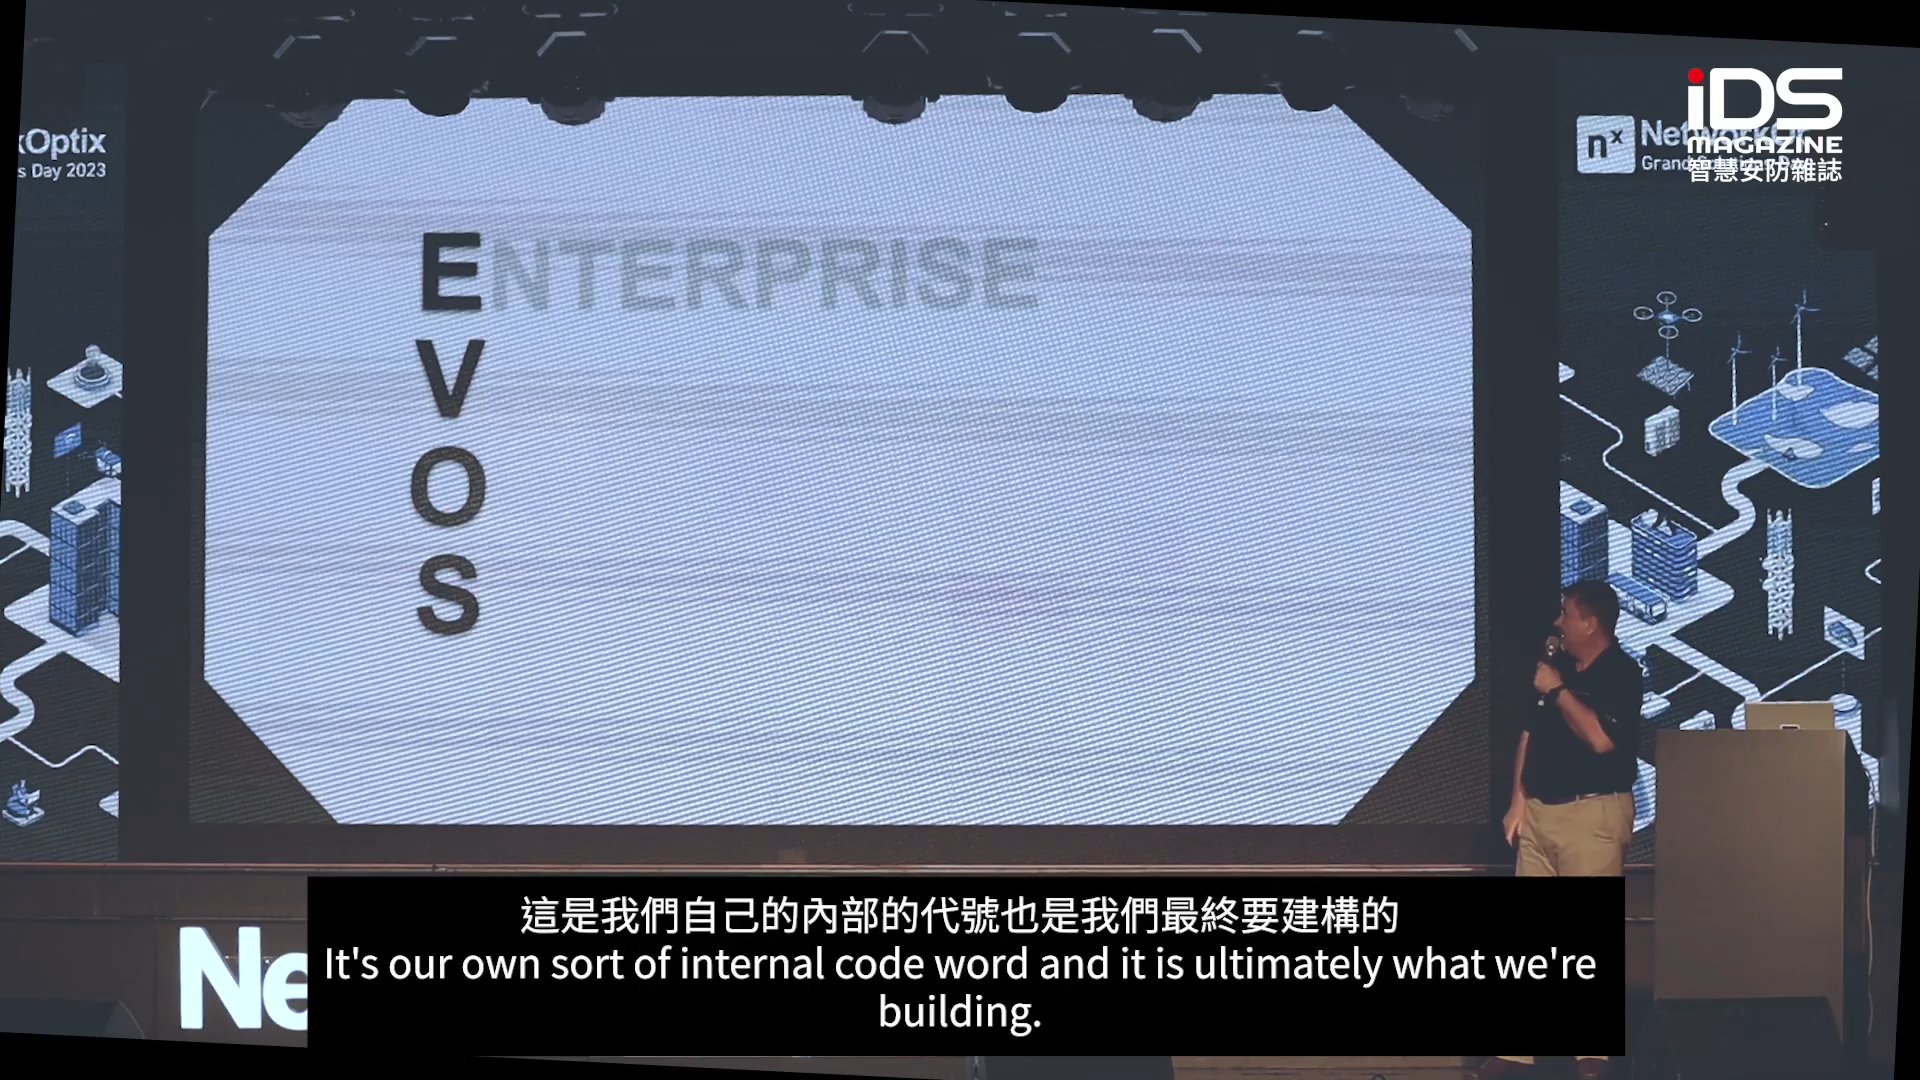 xOptix
s Day 2023
iDS
MAGAZINE
智慧安防雜誌
nx
ENTERPRISE
V
O
S
Ne
這是我們自己的內部的代號也是我們最終要建構的
It's our own sort of internal code word and it is ultimately what we're
building.